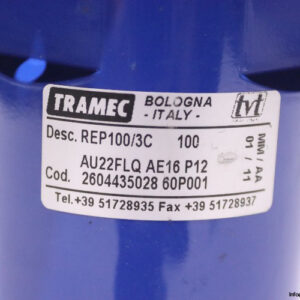 TRAMEC BOLOGNA
- ITALY - tvt
Desc. REP100/3C 100
AU22FLQ AE16 P12
Cod. 2604435028 60P001
Tel.+39 51728935 Fax +39 51728937
MM / AA
01 / 11